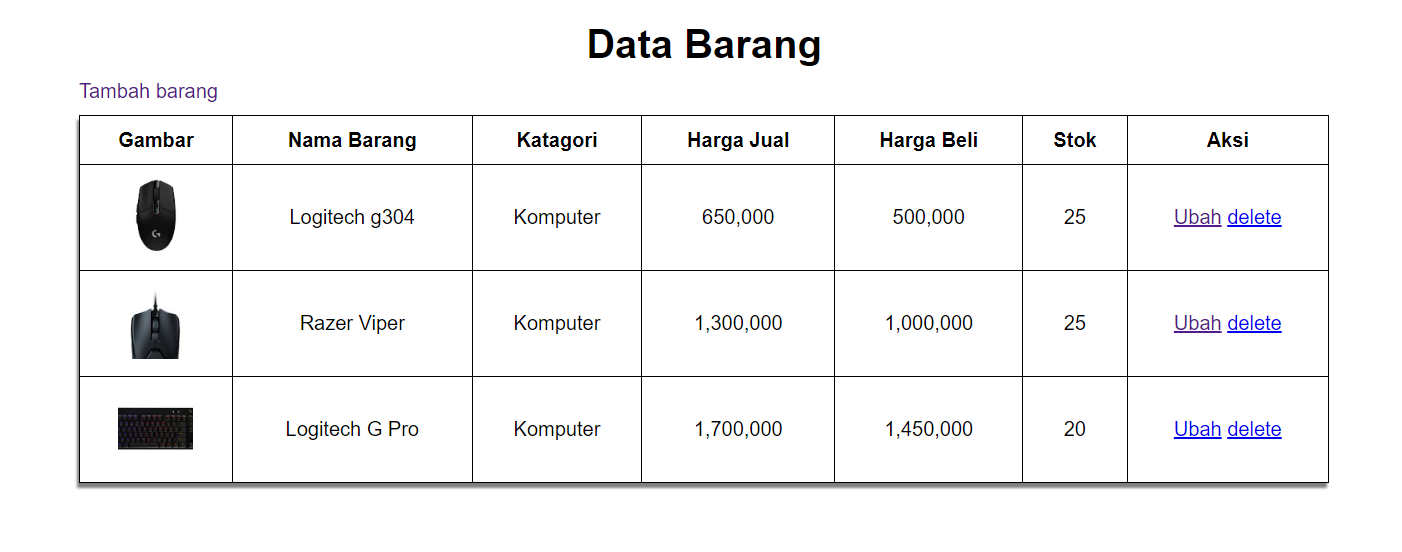 Data Barang
Tambah barang
Gambar Nama Barang Katagori Harga Jual Harga Beli Stok Aksi
Logitech g304 Komputer 650,000 500,000 25 Ubah delete
Razer Viper Komputer 1,300,000 1,000,000 25 Ubah delete
Logitech G Pro Komputer 1,700,000 1,450,000 20 Ubah delete